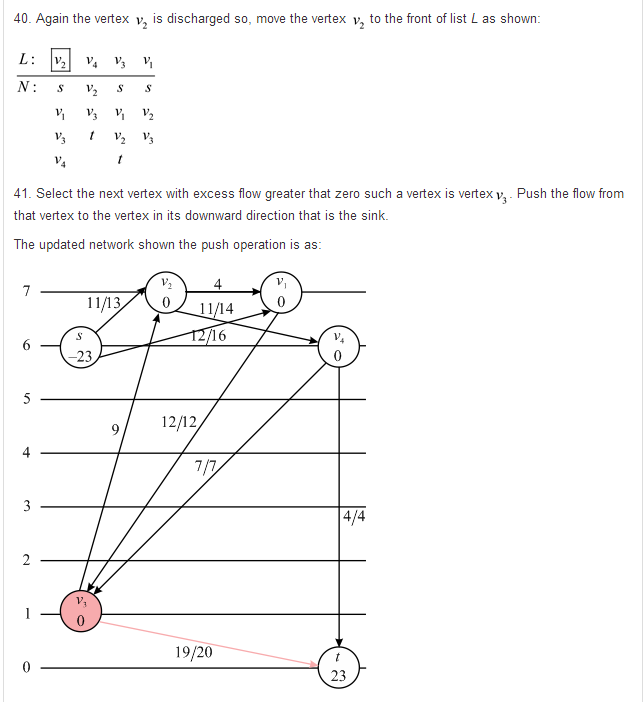 40. Again the vertex v₂ is discharged so, move the vertex v₂ to the front of list L as shown:
L: v₂ v₄ v₃ v₁
N: s v₂ s s
v₁ v₃ v₁ v₂
v₃ t v₂ v₃
v₄ t
41. Select the next vertex with excess flow greater that zero such a vertex is vertex v₃. Push the flow from
that vertex to the vertex in its downward direction that is the sink.
The updated network shown the push operation is as:
7
v₂
0
4
v₁
0
11/13
11/14
6
s
−23
12/16
v₄
0
5
9
12/12
4
7/7
3
4/4
2
1
v₃
0
19/20
0
t
23